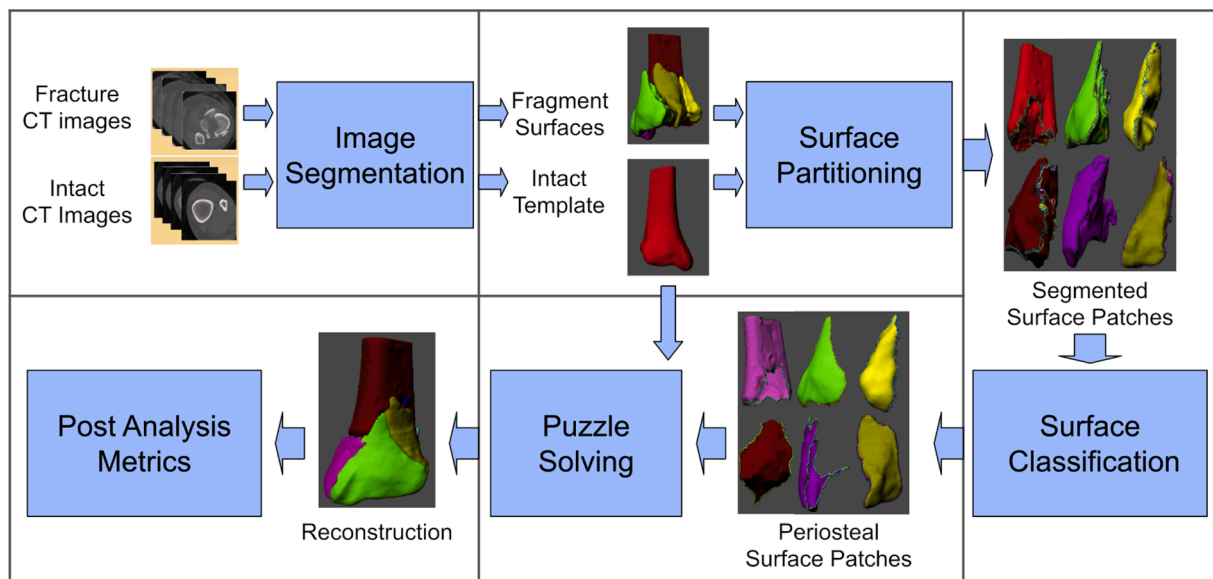 Fracture
CT images
Intact
CT Images
Image
Segmentation
Fragment
Surfaces
Intact
Template
Surface
Partitioning
Segmented
Surface Patches
Surface
Classification
Periosteal
Surface Patches
Puzzle
Solving
Reconstruction
Post Analysis
Metrics